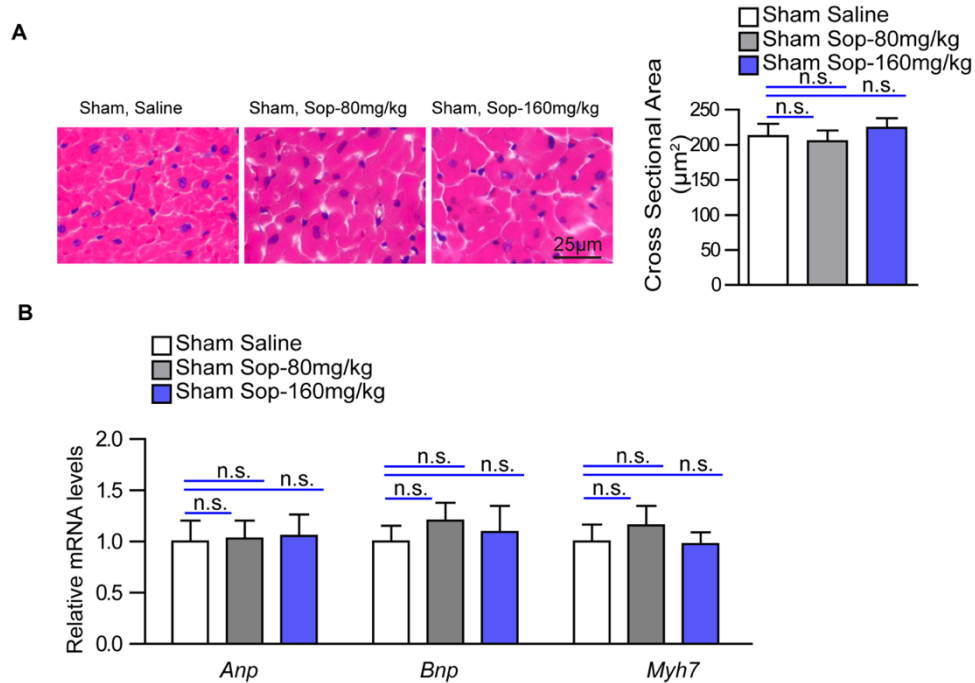 A
Sham Saline
Sham Sop-80mg/kg
Sham Sop-160mg/kg
Sham, Saline
Sham, Sop-80mg/kg
Sham, Sop-160mg/kg
25μm
Cross Sectional Area
(μm²)
250
200
150
100
50
0
n.s.
n.s.
n.s.
B
Sham Saline
Sham Sop-80mg/kg
Sham Sop-160mg/kg
Relative mRNA levels
2.0
1.5
1.0
0.5
0.0
n.s.
n.s.
n.s.
n.s.
n.s.
n.s.
n.s.
n.s.
n.s.
Anp
Bnp
Myh7